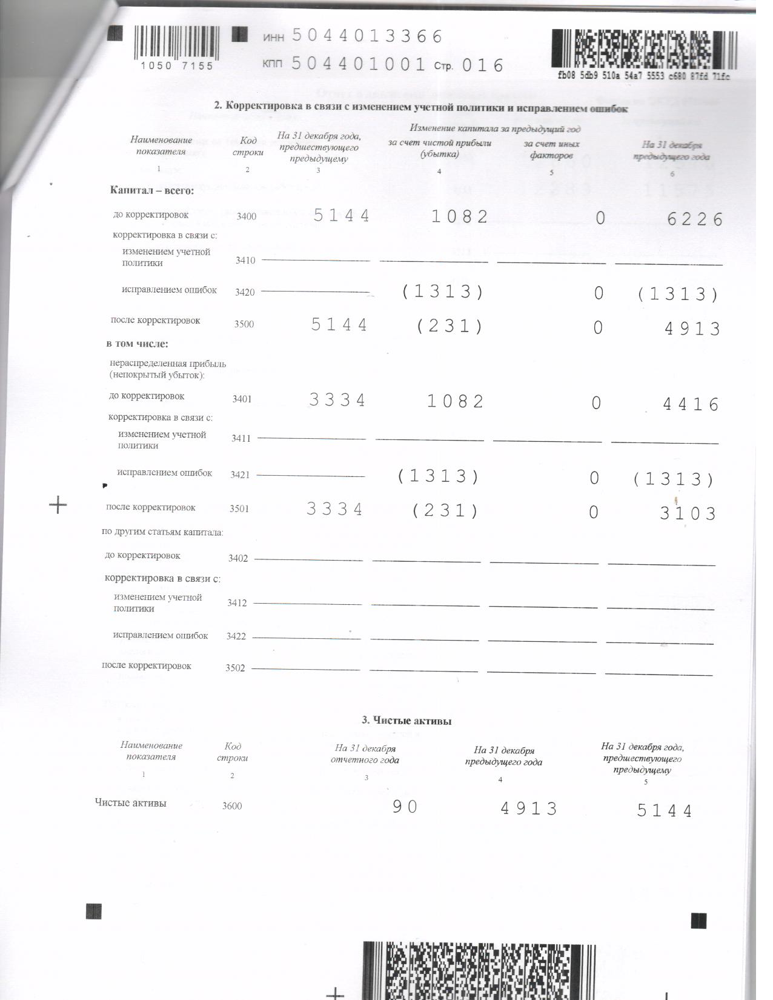 ИНН 5044013366
1050 7155
КПП 504401001 Стр. 016
fb08 5db9 510a 54a7 5553 c680 87fd 71fc
2. Корректировка в связи с изменением учетной политики и исправлением ошибок
Наименование показателя
Код строки
На 31 декабря года, предшествующего предыдущему
Изменение капитала за предыдущий год
за счет чистой прибыли (убытка)
за счет иных факторов
На 31 декабря предыдущего года
1 2 3 4 5 6
Капитал – всего:
до корректировок 3400 5144 1082 0 6226
корректировка в связи с:
изменением учетной
политики 3410
исправлением ошибок 3420 (1313) 0 (1313)
после корректировок 3500 5144 (231) 0 4913
в том числе:
нераспределенная прибыль
(непокрытый убыток):
до корректировок 3401 3334 1082 0 4416
корректировка в связи с:
изменением учетной
политики 3411
исправлением ошибок 3421 (1313) 0 (1313)
после корректировок 3501 3334 (231) 0 3103
по другим статьям капитала:
до корректировок 3402
корректировка в связи с:
изменением учетной
политики 3412
исправлением ошибок 3422
после корректировок 3502
3. Чистые активы
Наименование показателя
Код строки
На 31 декабря отчетного года
На 31 декабря предыдущего года
На 31 декабря года, предшествующего предыдущему
1 2 3 4 5
Чистые активы 3600 90 4913 5144